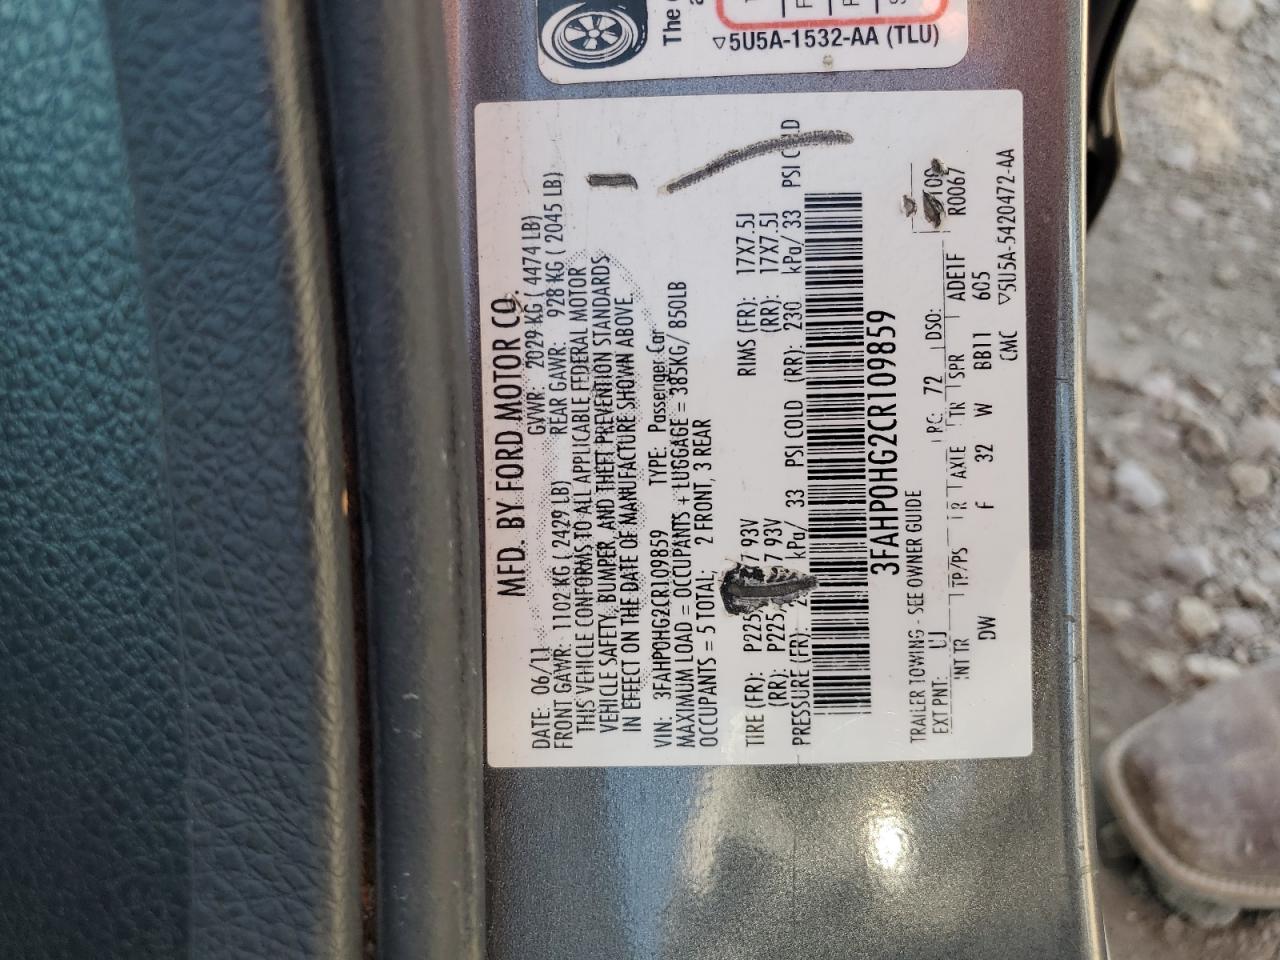 The
▽5U5A-1532-AA (TLU)
MFD. BY FORD MOTOR CO.
DATE: 06/11 GVWR: 2029 KG ( 4474 LB)
FRONT GAWR: 1102 KG ( 2429 LB) REAR GAWR: 928 KG ( 2045 LB)
THIS VEHICLE CONFORMS TO ALL APPLICABLE FEDERAL MOTOR
VEHICLE SAFETY, BUMPER, AND THEFT PREVENTION STANDARDS
IN EFFECT ON THE DATE OF MANUFACTURE SHOWN ABOVE.
VIN: 3FAHP0HG2CR109859 TYPE: Passenger Car
MAXIMUM LOAD = OCCUPANTS + LUGGAGE = 385KG/ 850LB
OCCUPANTS = 5 TOTAL, 2 FRONT, 3 REAR
TIRE (FR): P225 7 93V RIMS (FR): 17X7.5J
(RR): P225 7 93V (RR): 17X7.5J
PRESSURE (FR): kPa/ 33 PSI COLD (RR): 230 kPa/ 33 PSI
3FAHP0HG2CR109859
TRAILER TOWING - SEE OWNER GUIDE
EXT PNT: UJ RC: 72 DSO:
INT TR TP/PS R AXLE TR SPR ADE1F R0067
DW F 32 W BB11 605
CMC ▽5U5A-5420472-AA